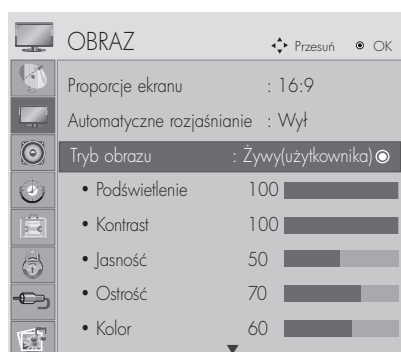 OBRAZ Przesuń OK
Proporcje ekranu : 16:9
Automatyczne rozjaśnianie : Wył
Tryb obrazu : Żywy(użytkownika)
• Podświetlenie 100
• Kontrast 100
• Jasność 50
• Ostrość 70
• Kolor 60